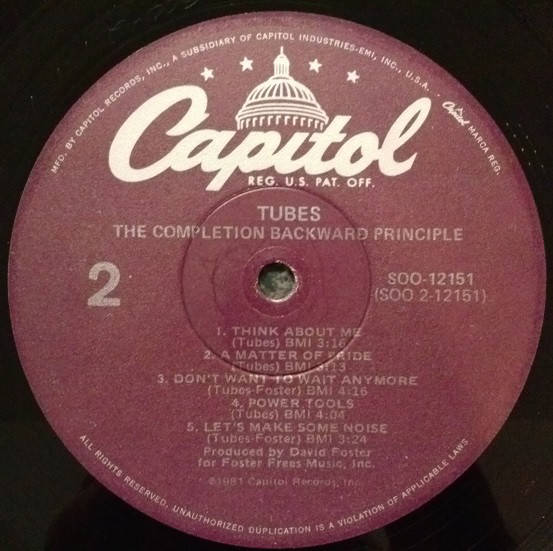 MFD. BY CAPITOL RECORDS, INC., A SUBSIDIARY OF CAPITOL INDUSTRIES-EMI, INC., U.S.A. · Capitol MARCA REG.
Capitol
REG. U.S. PAT. OFF.
TUBES
THE COMPLETION BACKWARD PRINCIPLE
2
SOO-12151
(SOO 2-12151)
1. THINK ABOUT ME
(Tubes) BMI 3:16
2. A MATTER OF PRIDE
(Tubes) BMI 3:13
3. DON'T WANT TO WAIT ANYMORE
(Tubes-Foster) BMI 4:16
4. POWER TOOLS
(Tubes) BMI 4:04
5. LET'S MAKE SOME NOISE
(Tubes-Foster) BMI 3:24
Produced by David Foster
for Foster Frees Music, Inc.
©1981 Capitol Records, Inc.
ALL RIGHTS RESERVED. UNAUTHORIZED DUPLICATION IS A VIOLATION OF APPLICABLE LAWS